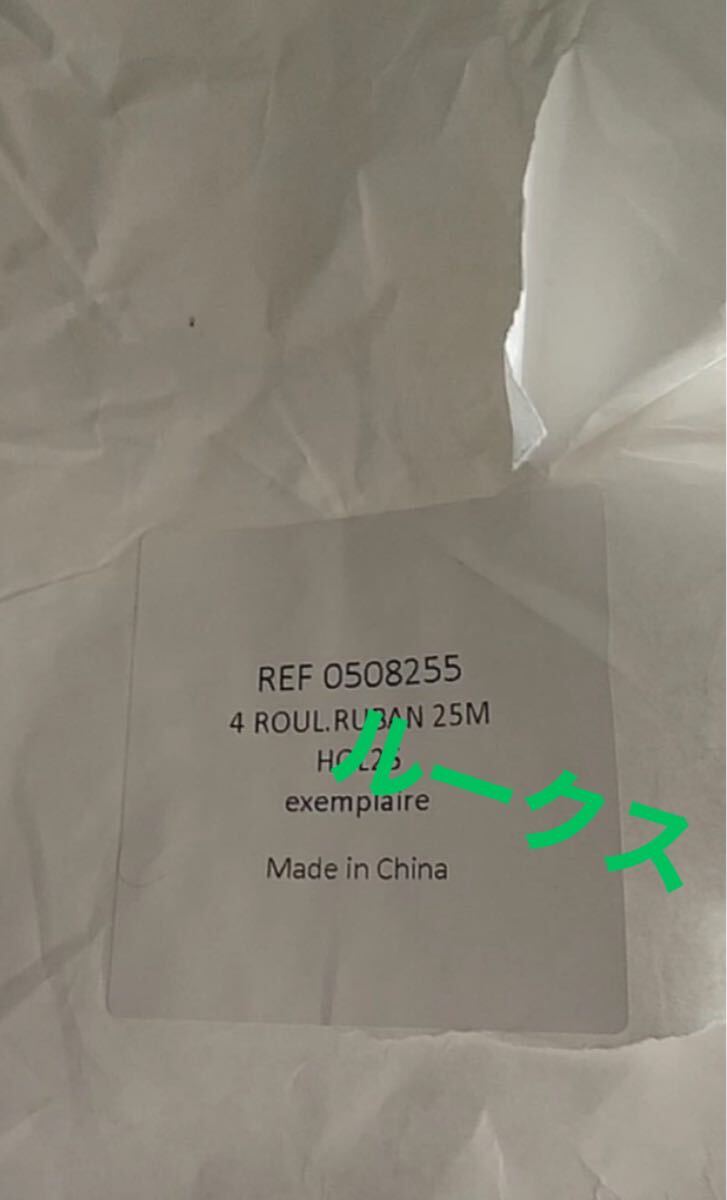 REF 0508255
4 ROUL.RUBAN 25M
exemplaire
Made in China
ルークス